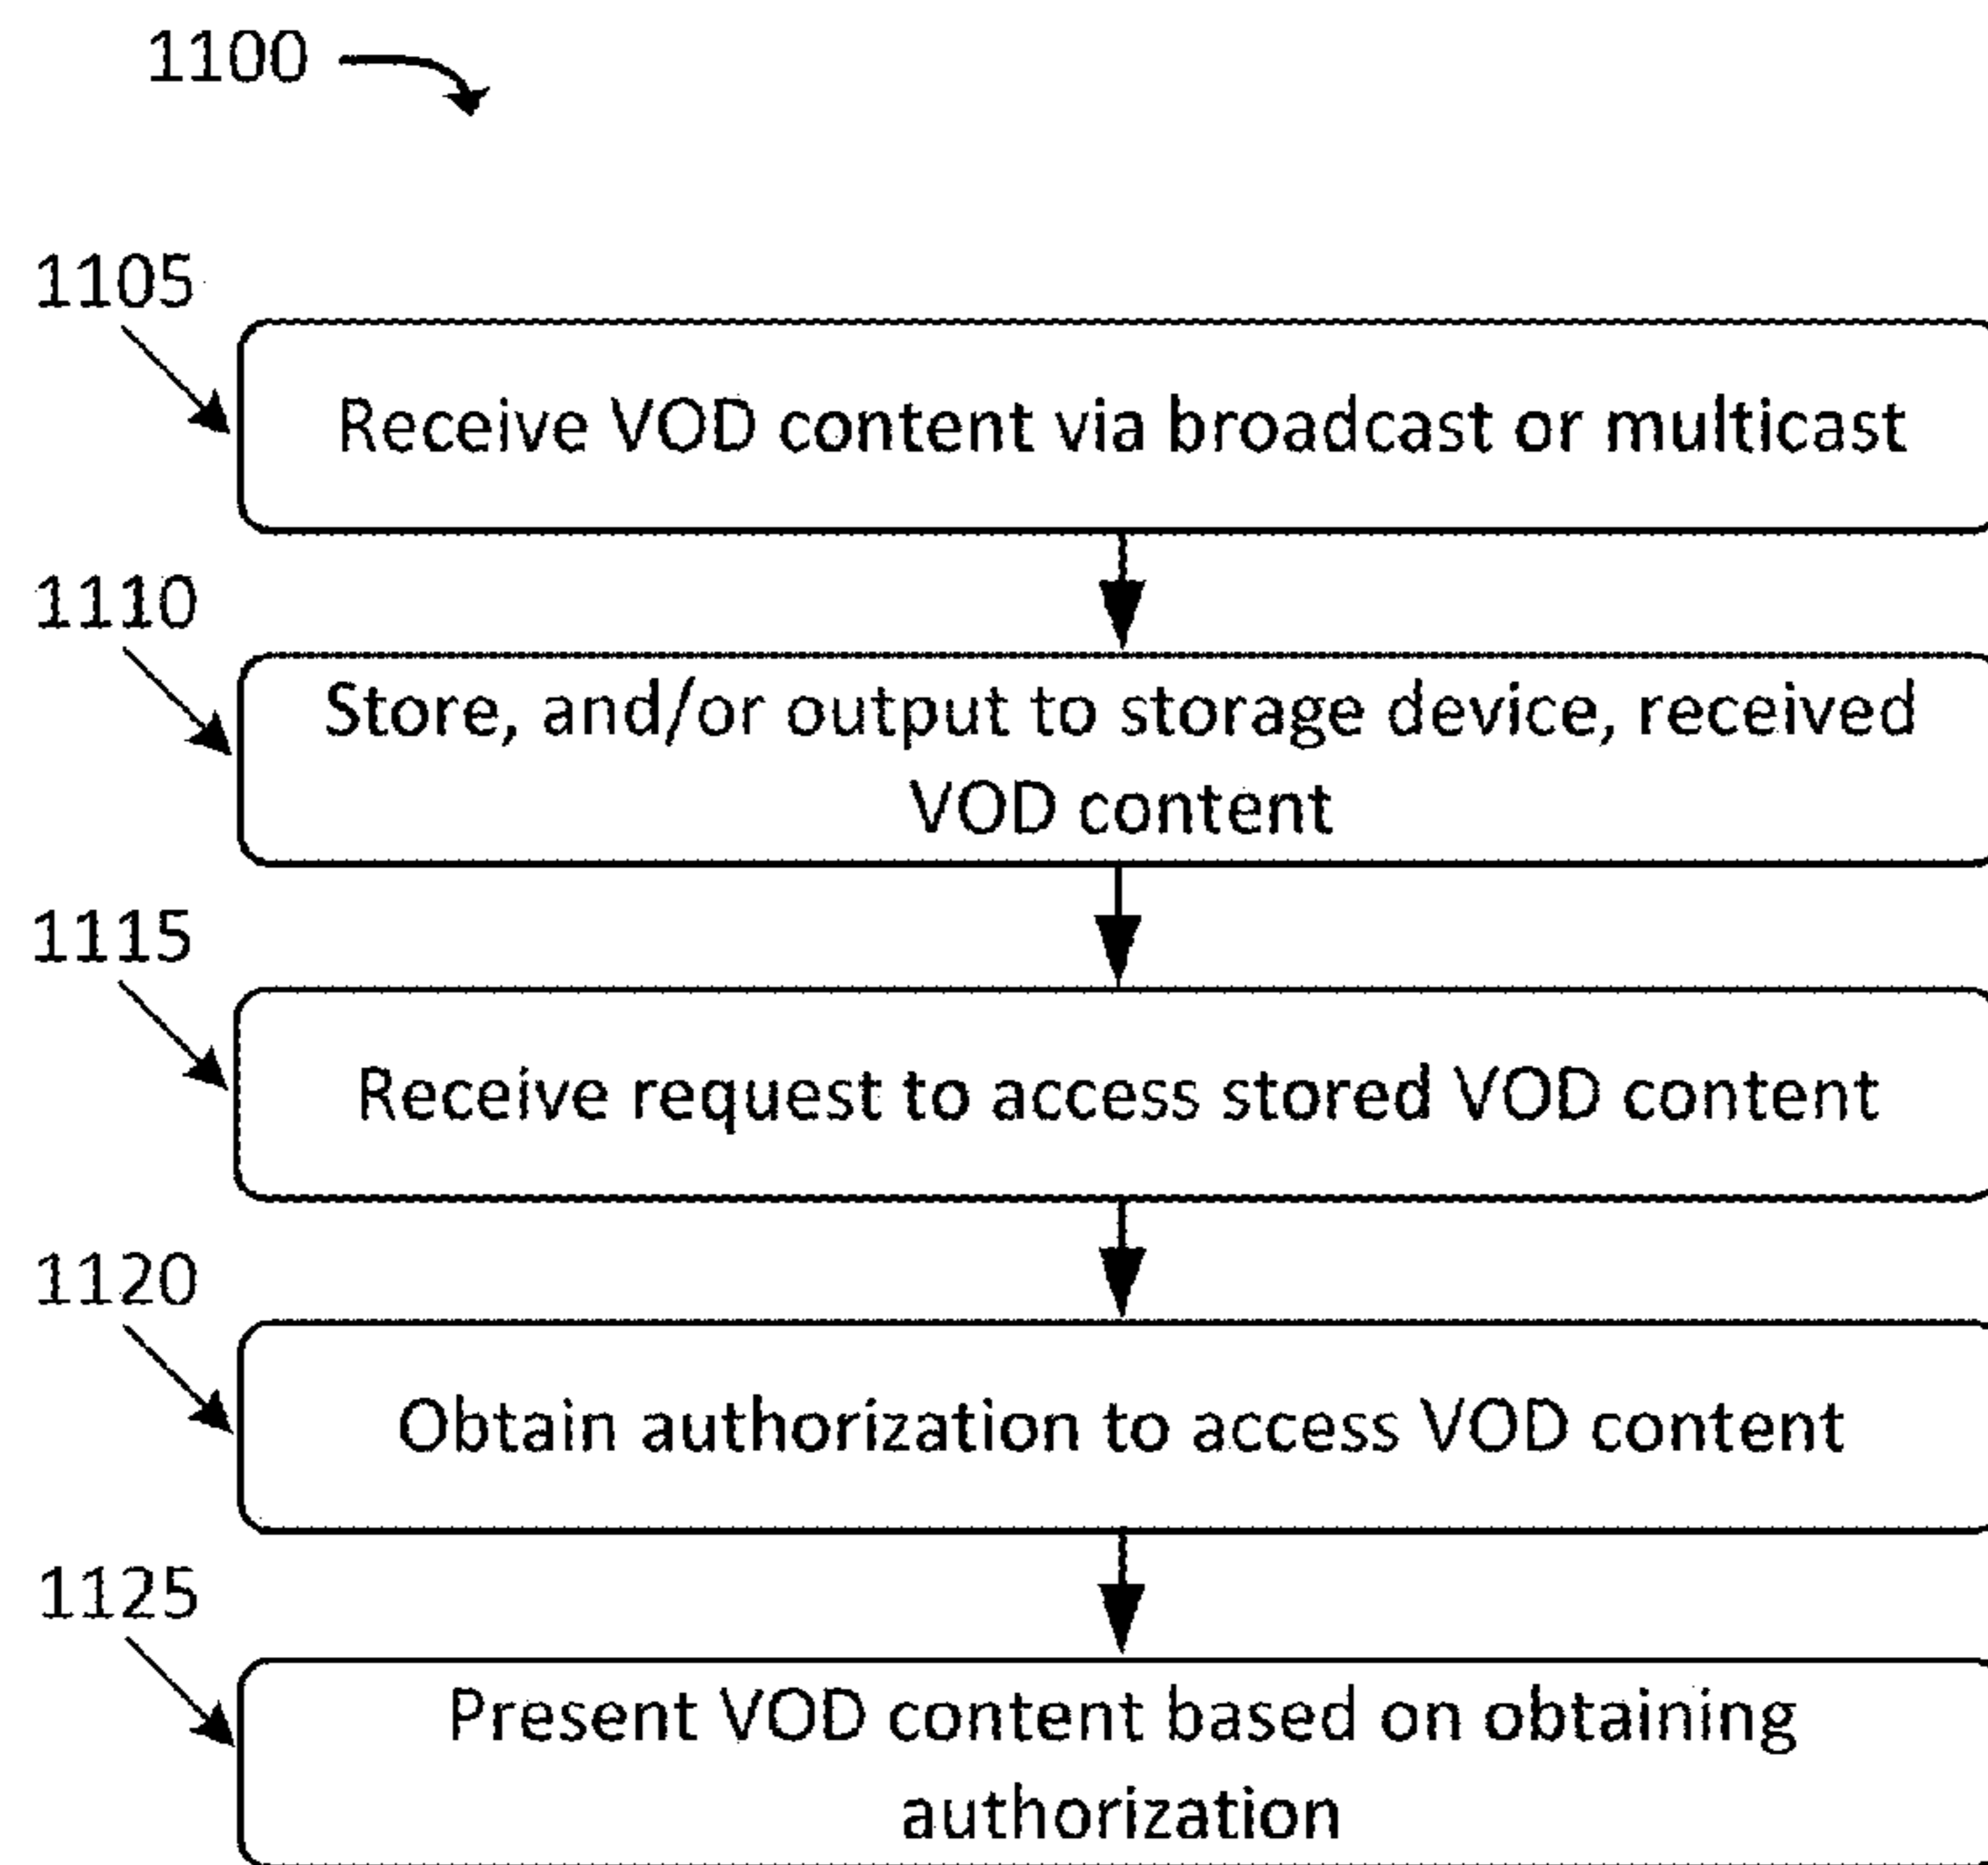 1100
1105
Receive VOD content via broadcast or multicast
1110
Store, and/or output to storage device, received
VOD content
1115
Receive request to access stored VOD content
1120
Obtain authorization to access VOD content
1125
Present VOD content based on obtaining
authorization